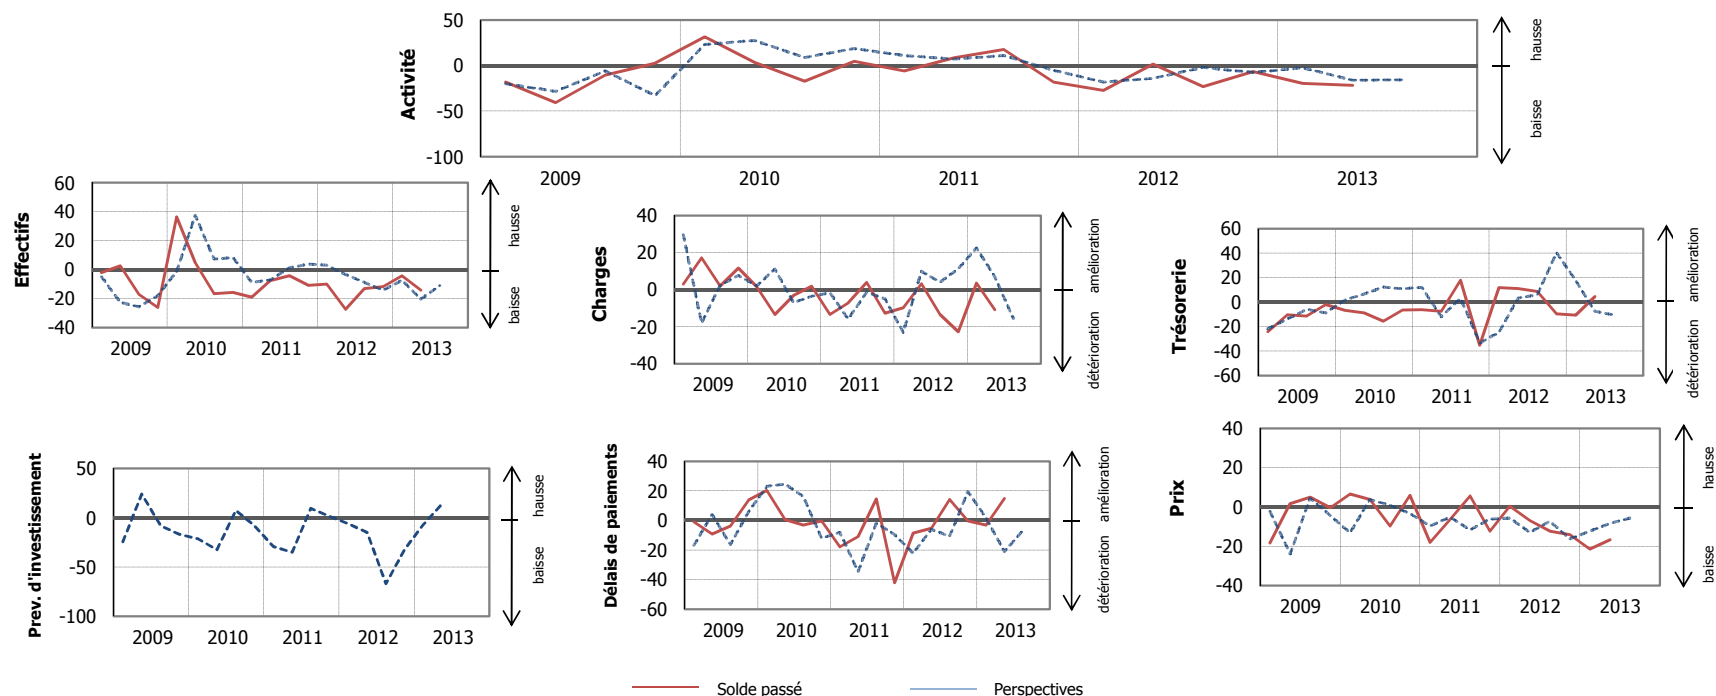 Activité
50
0
-50
-100
2009 2010 2011 2012 2013
hausse
baisse
Effectifs
60
40
20
0
-20
-40
2009 2010 2011 2012 2013
hausse
baisse
Charges
40
20
0
-20
-40
2009 2010 2011 2012 2013
amélioration
détérioration
Trésorerie
60
40
20
0
-20
-40
-60
2009 2010 2011 2012 2013
amélioration
détérioration
Prev. d'investissement
50
0
-50
-100
2009 2010 2011 2012 2013
hausse
baisse
Délais de paiements
40
20
0
-20
-40
-60
2009 2010 2011 2012 2013
amélioration
détérioration
Prix
40
20
0
-20
-40
2009 2010 2011 2012 2013
hausse
baisse
Solde passé Perspectives